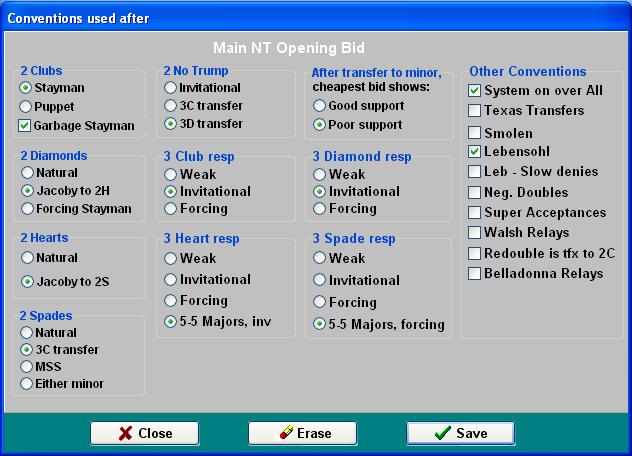 Conventions used after
Main NT Opening Bid
2 Clubs
Stayman
Puppet
Garbage Stayman
2 Diamonds
Natural
Jacoby to 2H
Forcing Stayman
2 Hearts
Natural
Jacoby to 2S
2 Spades
Natural
3C transfer
MSS
Either minor
2 No Trump
Invitational
3C transfer
3D transfer
3 Club resp
Weak
Invitational
Forcing
3 Heart resp
Weak
Invitational
Forcing
5-5 Majors, inv
After transfer to minor,
cheapest bid shows:
Good support
Poor support
3 Diamond resp
Weak
Invitational
Forcing
3 Spade resp
Weak
Invitational
Forcing
5-5 Majors, forcing
Other Conventions
System on over All
Texas Transfers
Smolen
Lebensohl
Leb - Slow denies
Neg. Doubles
Super Acceptances
Walsh Relays
Redouble is tfx to 2C
Belladonna Relays
Close
Erase
Save